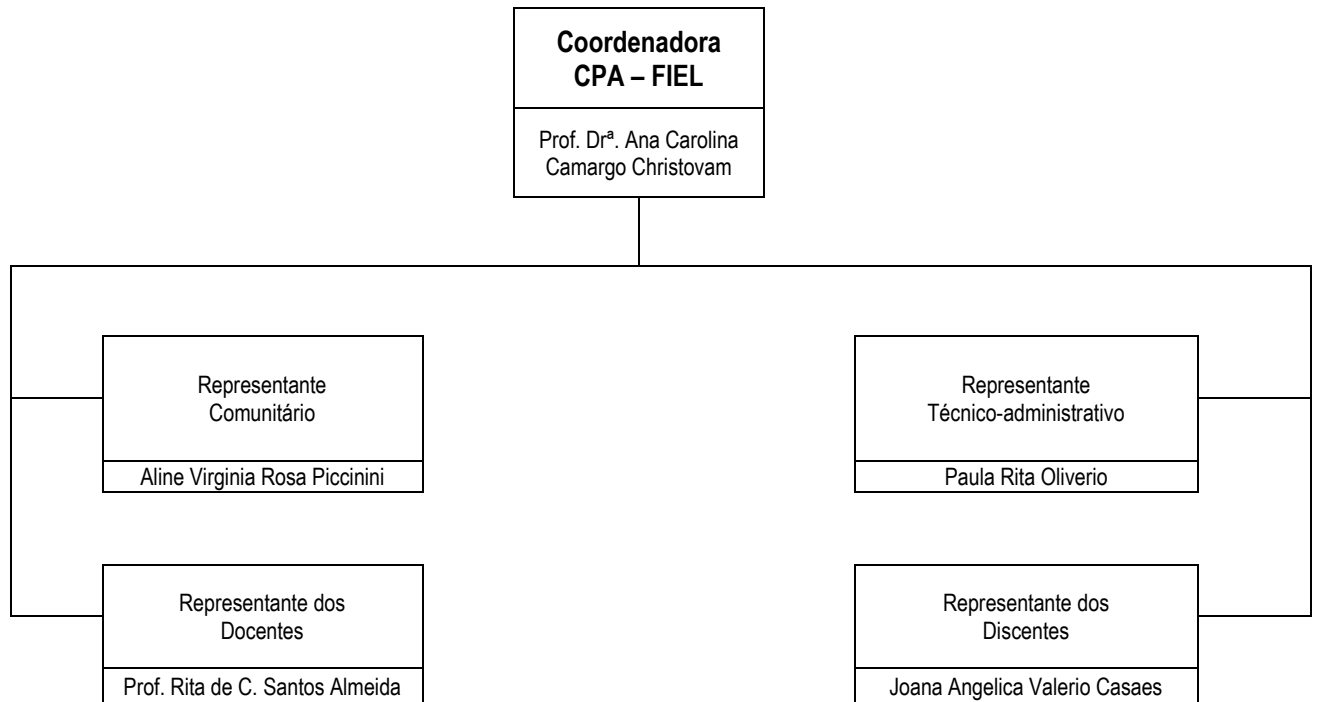 Coordenadora
CPA – FIEL
Prof. Drª. Ana Carolina
Camargo Christovam
Representante
Comunitário
Aline Virginia Rosa Piccinini
Representante
Técnico-administrativo
Paula Rita Oliverio
Representante dos
Docentes
Prof. Rita de C. Santos Almeida
Representante dos
Discentes
Joana Angelica Valerio Casaes